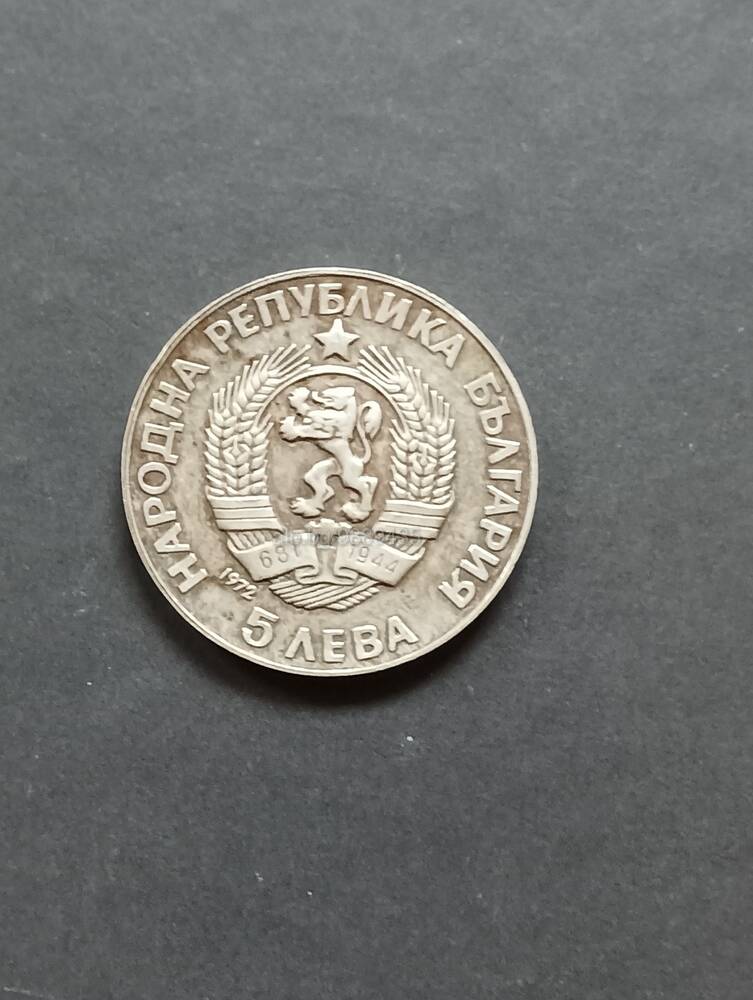 НАРОДНА РЕПУБЛИКА БЪЛГАРИЯ
681 1944
1972
5 ЛЕВА